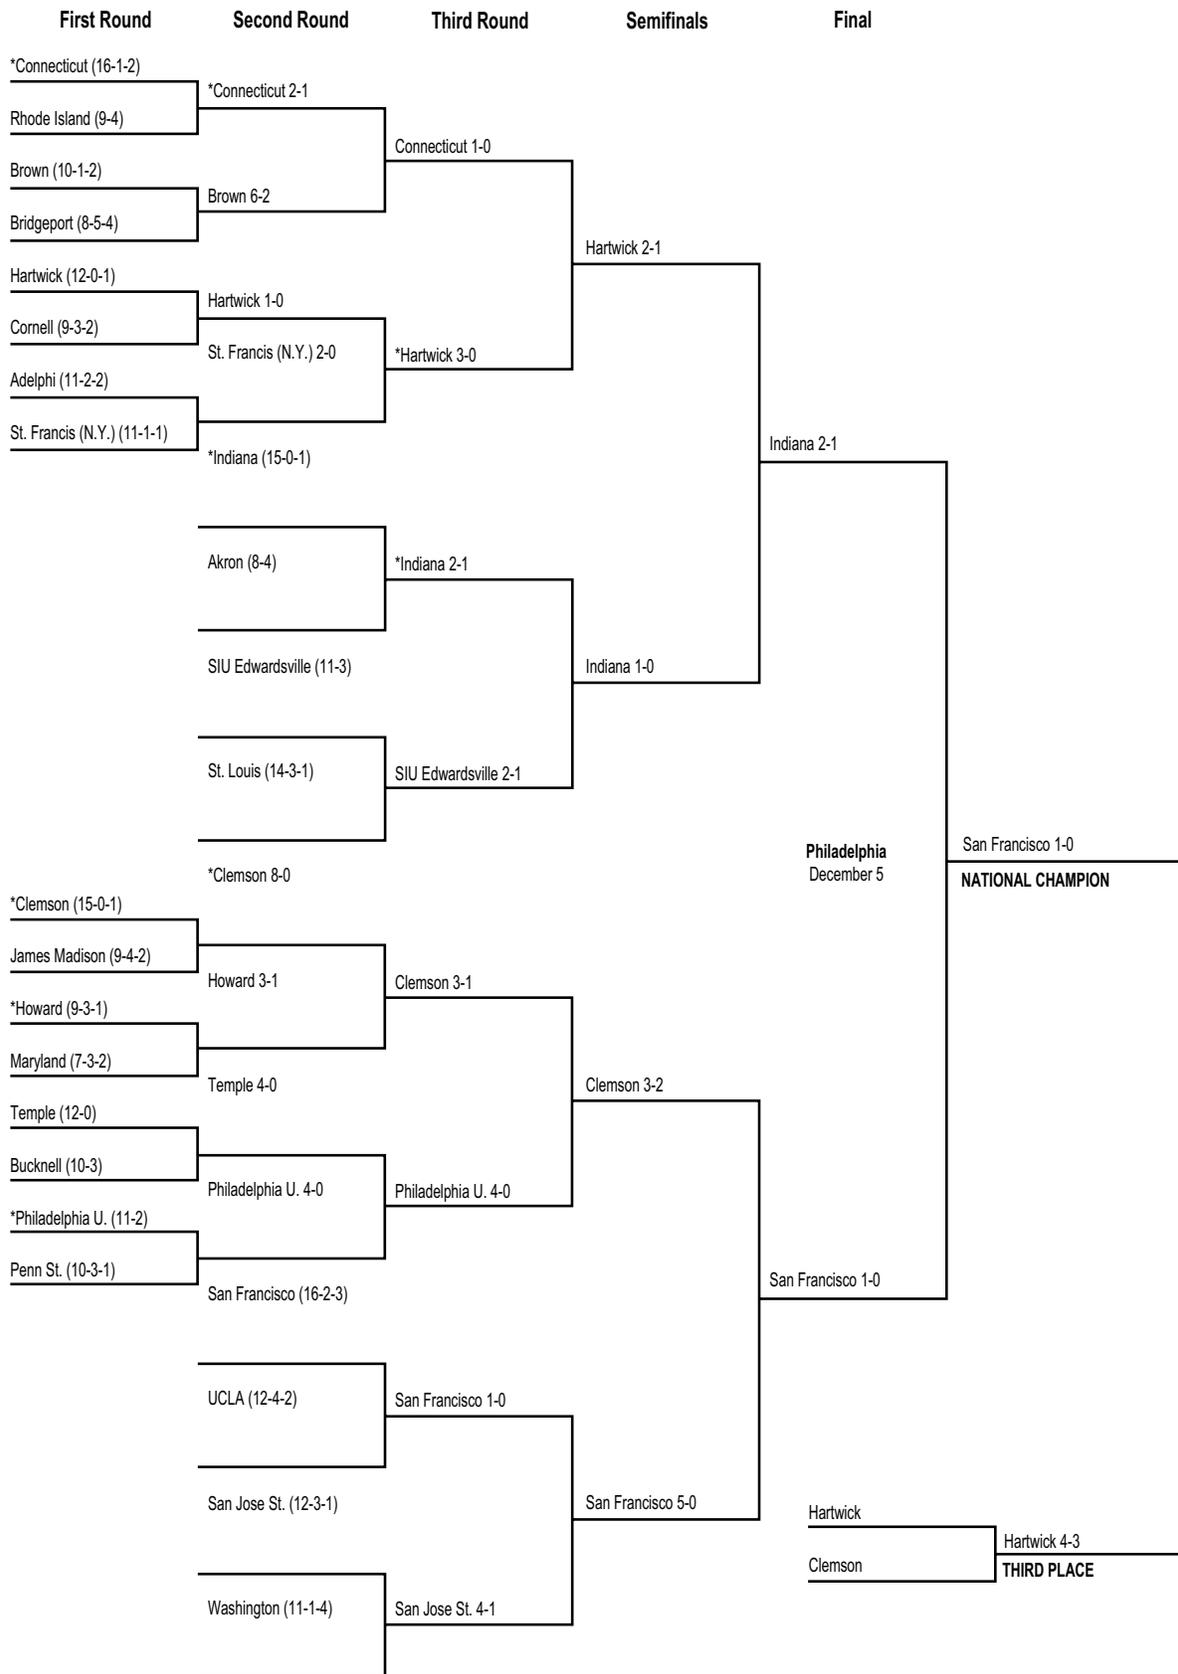 First Round
Second Round
Third Round
Semifinals
Final
*Connecticut (16-1-2)
Rhode Island (9-4)
Brown (10-1-2)
Bridgeport (8-5-4)
Hartwick (12-0-1)
Cornell (9-3-2)
Adelphi (11-2-2)
St. Francis (N.Y.) (11-1-1)
*Clemson (15-0-1)
James Madison (9-4-2)
*Howard (9-3-1)
Maryland (7-3-2)
Temple (12-0)
Bucknell (10-3)
*Philadelphia U. (11-2)
Penn St. (10-3-1)
*Connecticut 2-1
Brown 6-2
Hartwick 1-0
St. Francis (N.Y.) 2-0
*Indiana (15-0-1)
Akron (8-4)
SIU Edwardsville (11-3)
St. Louis (14-3-1)
*Clemson 8-0
Howard 3-1
Temple 4-0
Philadelphia U. 4-0
San Francisco (16-2-3)
UCLA (12-4-2)
San Jose St. (12-3-1)
Washington (11-1-4)
Connecticut 1-0
*Hartwick 3-0
*Indiana 2-1
SIU Edwardsville 2-1
Clemson 3-1
Philadelphia U. 4-0
San Francisco 1-0
San Jose St. 4-1
Hartwick 2-1
Indiana 1-0
Clemson 3-2
San Francisco 5-0
Indiana 2-1
San Francisco 1-0
Philadelphia
December 5
San Francisco 1-0
NATIONAL CHAMPION
Hartwick
Clemson
Hartwick 4-3
THIRD PLACE